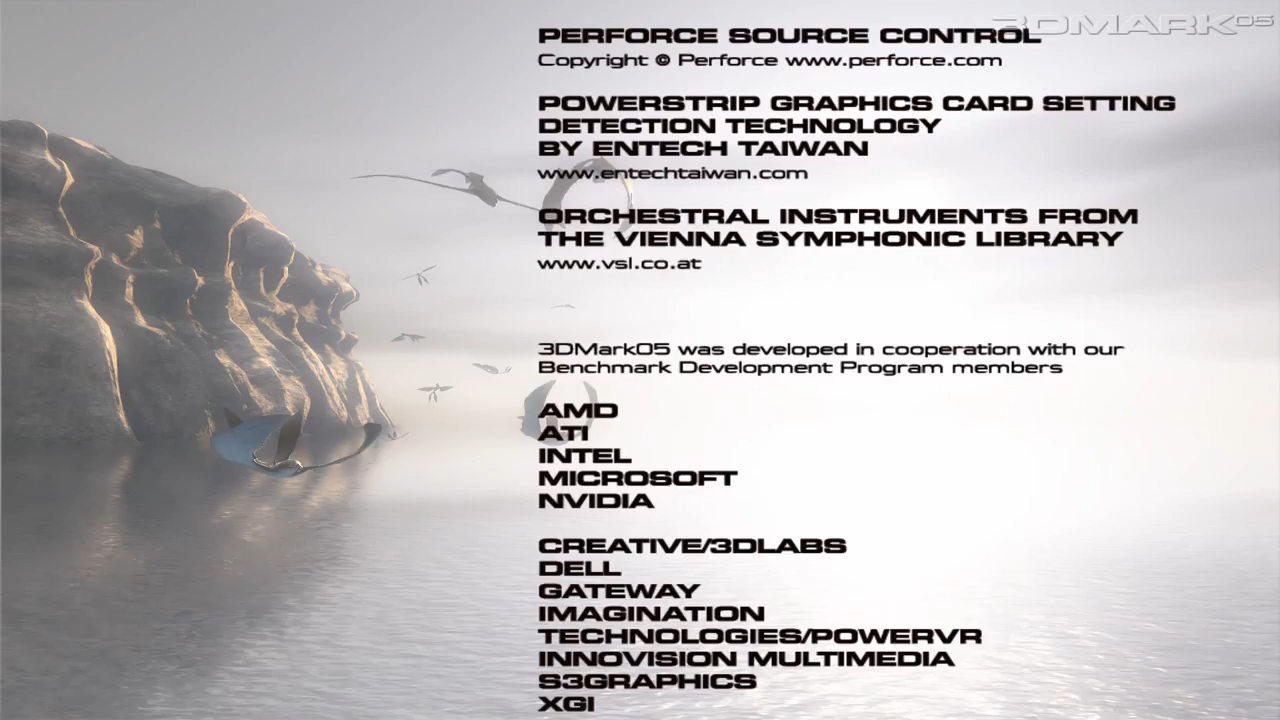 3DMARK05
PERFORCE SOURCE CONTROL
Copyright © Perforce www.perforce.com
POWERSTRIP GRAPHICS CARD SETTING
DETECTION TECHNOLOGY
BY ENTECH TAIWAN
www.entechtaiwan.com
ORCHESTRAL INSTRUMENTS FROM
THE VIENNA SYMPHONIC LIBRARY
www.vsl.co.at
3DMark05 was developed in cooperation with our
Benchmark Development Program members
AMD
ATI
INTEL
MICROSOFT
NVIDIA
CREATIVE/3DLABS
DELL
GATEWAY
IMAGINATION
TECHNOLOGIES/POWERVR
INNOVISION MULTIMEDIA
S3GRAPHICS
XGI